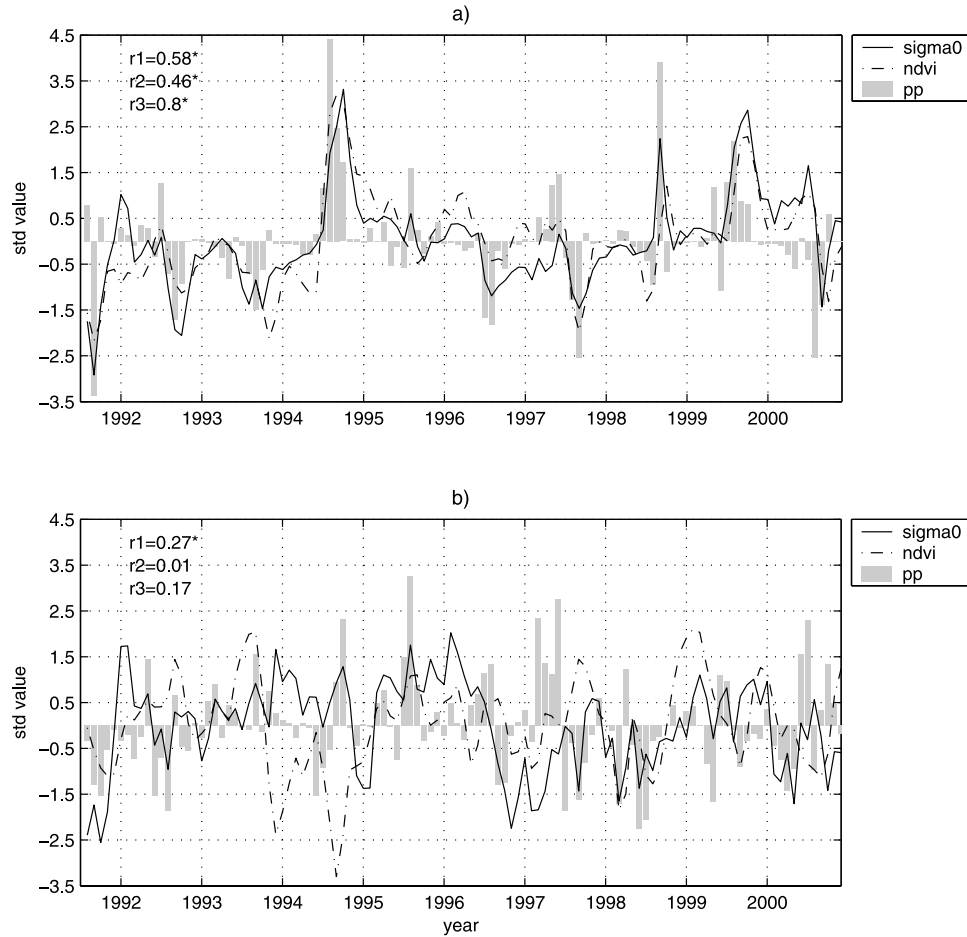 a)
4.5
3.5
2.5
1.5
0.5
−0.5
−1.5
−2.5
−3.5
std value
r1=0.58*
r2=0.46*
r3=0.8*
sigma0
ndvi
pp
1992 1993 1994 1995 1996 1997 1998 1999 2000
b)
4.5
3.5
2.5
1.5
0.5
−0.5
−1.5
−2.5
−3.5
std value
r1=0.27*
r2=0.01
r3=0.17
sigma0
ndvi
pp
1992 1993 1994 1995 1996 1997 1998 1999 2000
year